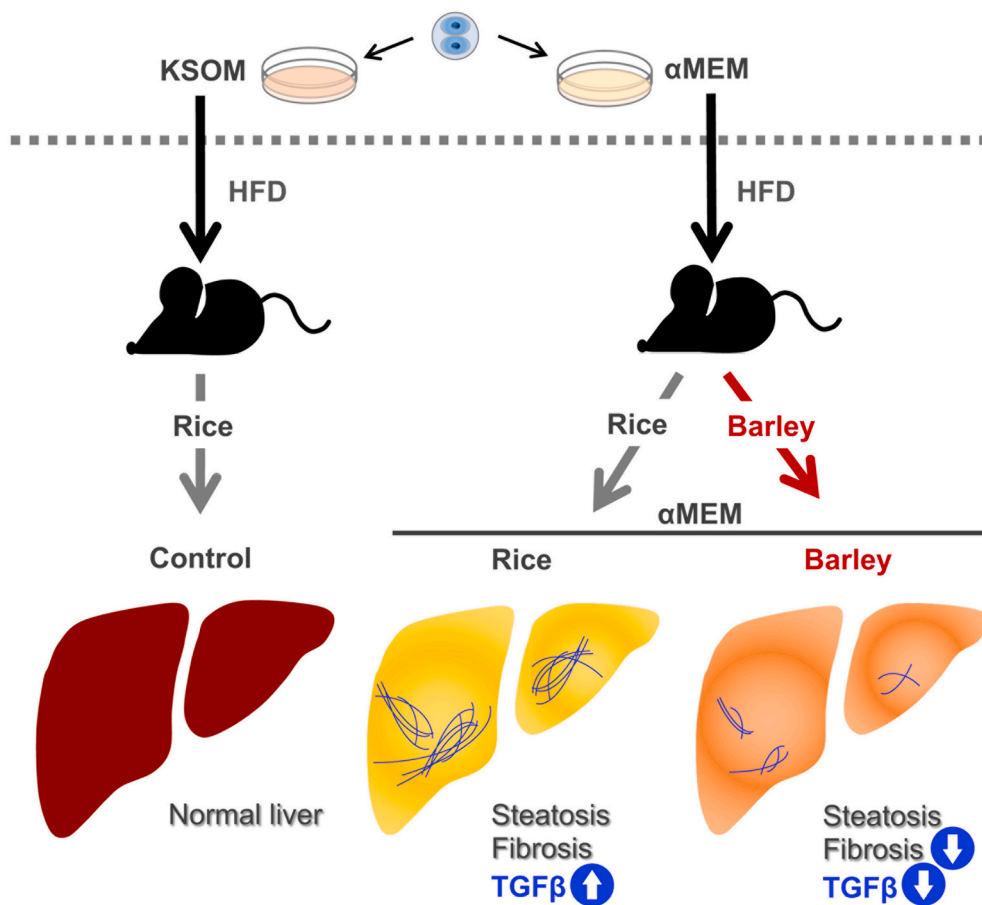 KSOM
αMEM
HFD
HFD
Rice
Rice
Barley
αMEM
Control
Rice
Barley
Normal liver
Steatosis
Fibrosis
TGFβ
Steatosis
Fibrosis
TGFβ